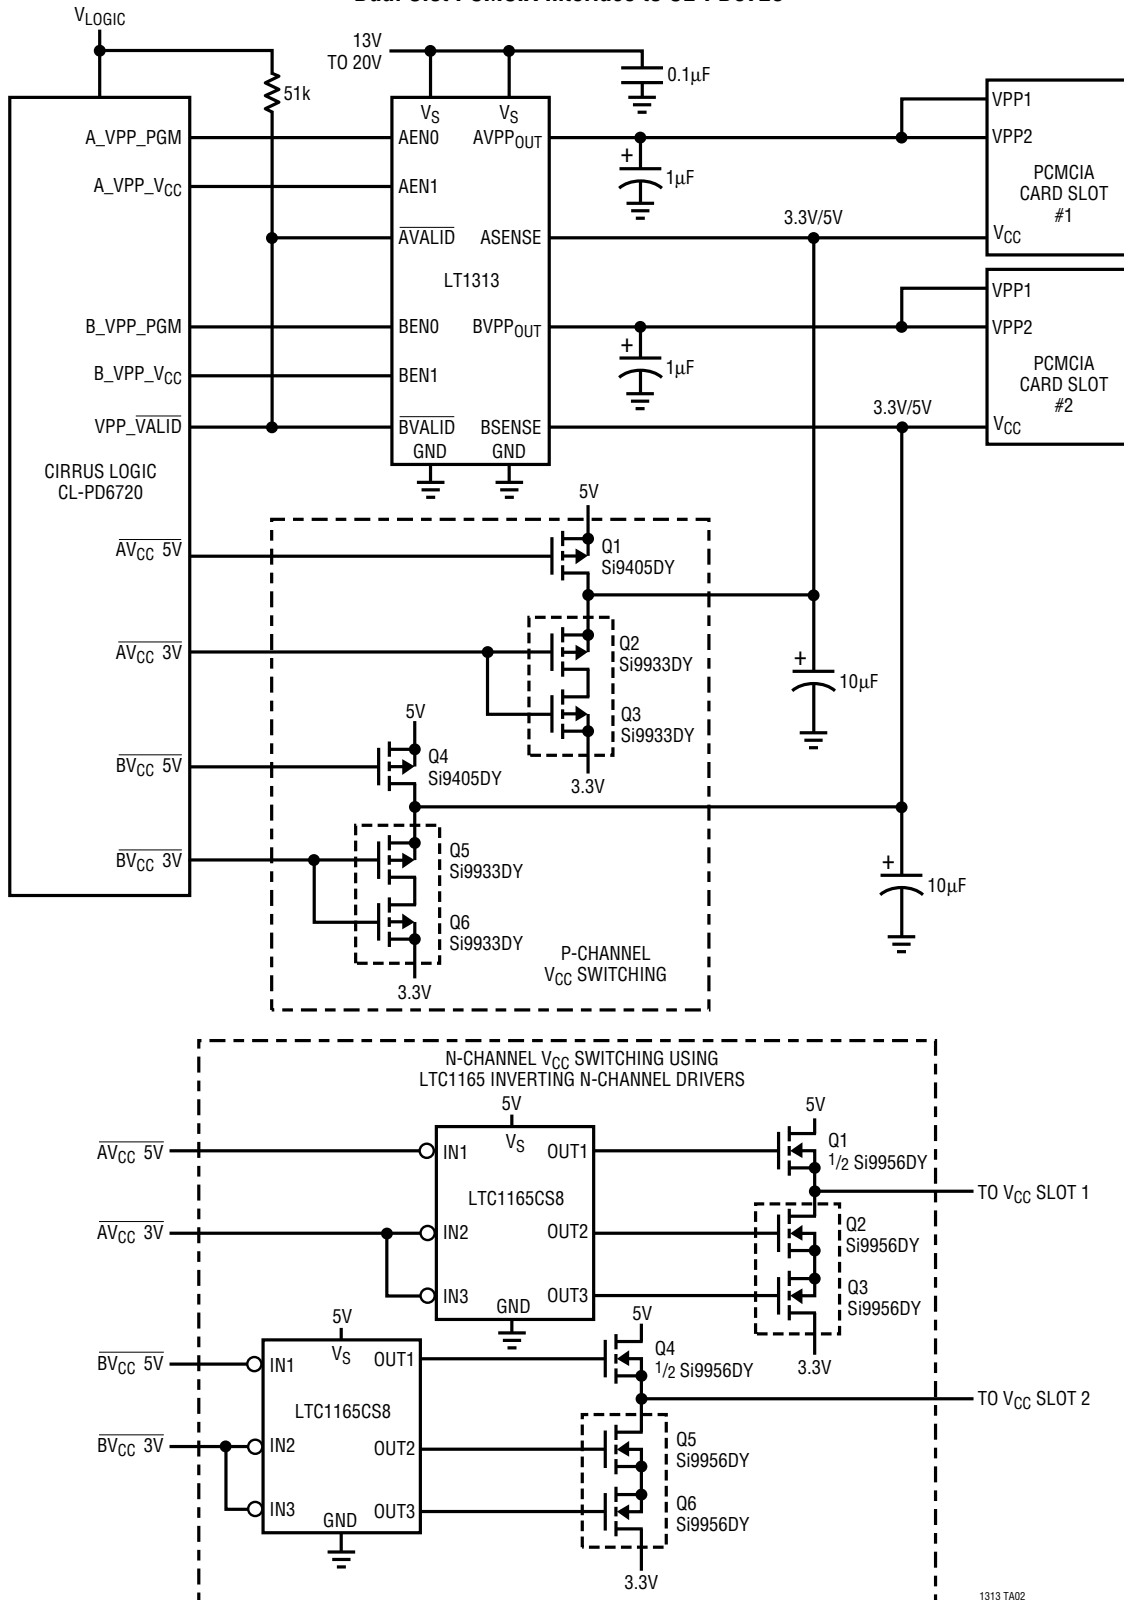 Dual Slot PCMCIA Interface to CL-PD6720
VLOGIC
13V
TO 20V
0.1µF
51k
VS VS
A_VPP_PGM
AEN0
AVPPOUT
VPP1
VPP2
1µF
PCMCIA
CARD SLOT
#1
A_VPP_VCC
AEN1
3.3V/5V
AVALID
ASENSE
VCC
LT1313
VPP1
B_VPP_PGM
BEN0
BVPPOUT
VPP2
1µF
PCMCIA
CARD SLOT
#2
B_VPP_VCC
BEN1
3.3V/5V
VPP_VALID
BVALID
BSENSE
VCC
GND GND
CIRRUS LOGIC
CL-PD6720
5V
AVCC 5V
Q1
Si9405DY
AVCC 3V
Q2
Si9933DY
10µF
Q3
Si9933DY
3.3V
5V
BVCC 5V
Q4
Si9405DY
BVCC 3V
Q5
Si9933DY
10µF
Q6
Si9933DY
3.3V
P-CHANNEL
VCC SWITCHING
N-CHANNEL VCC SWITCHING USING
LTC1165 INVERTING N-CHANNEL DRIVERS
5V
5V
AVCC 5V
IN1
VS
OUT1
Q1
1/2 Si9956DY
LTC1165CS8
TO VCC SLOT 1
AVCC 3V
IN2
OUT2
Q2
Si9956DY
IN3
GND
OUT3
Q3
Si9956DY
3.3V
5V
5V
BVCC 5V
IN1
VS
OUT1
Q4
1/2 Si9956DY
LTC1165CS8
TO VCC SLOT 2
BVCC 3V
IN2
OUT2
Q5
Si9956DY
IN3
GND
OUT3
Q6
Si9956DY
3.3V
1313 TA02